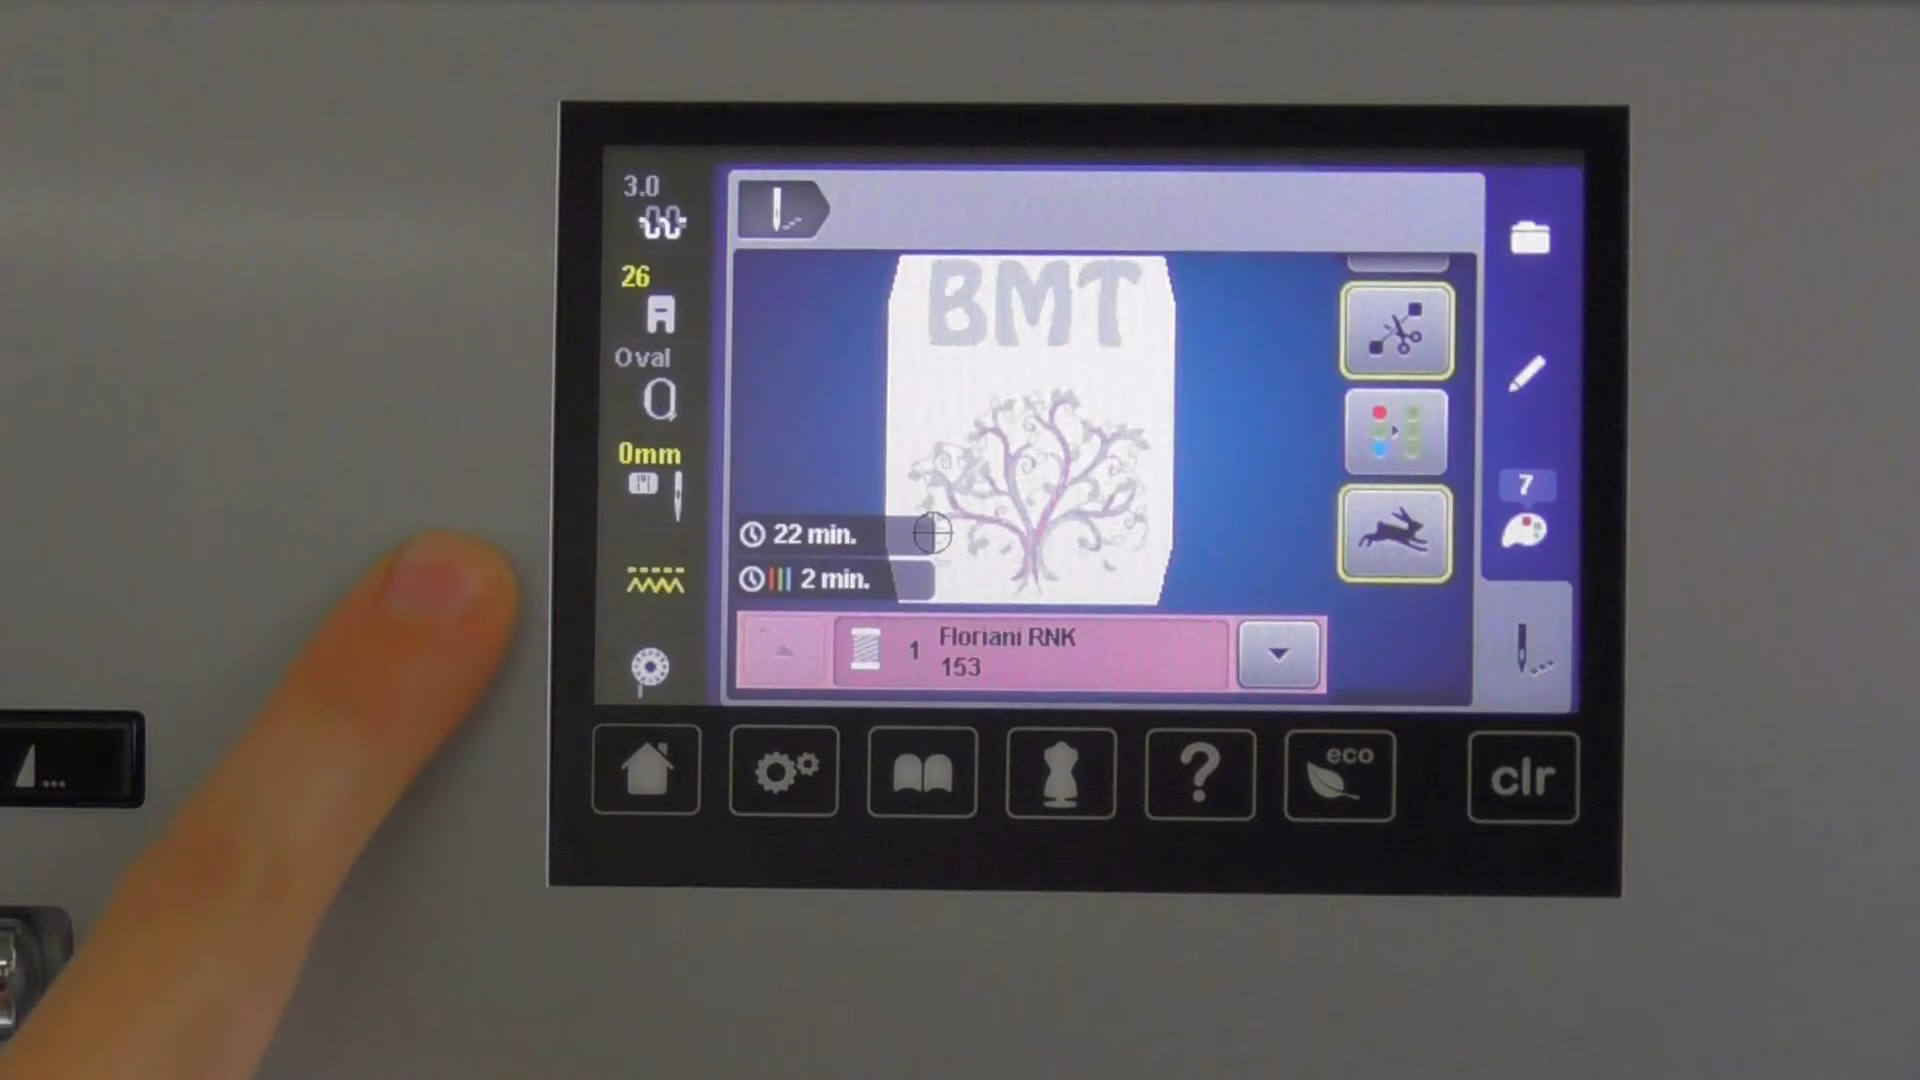 3.0
26
Oval
0mm
BMT
22 min.
2 min.
1
Floriani RNK
153
7
eco
?
clr